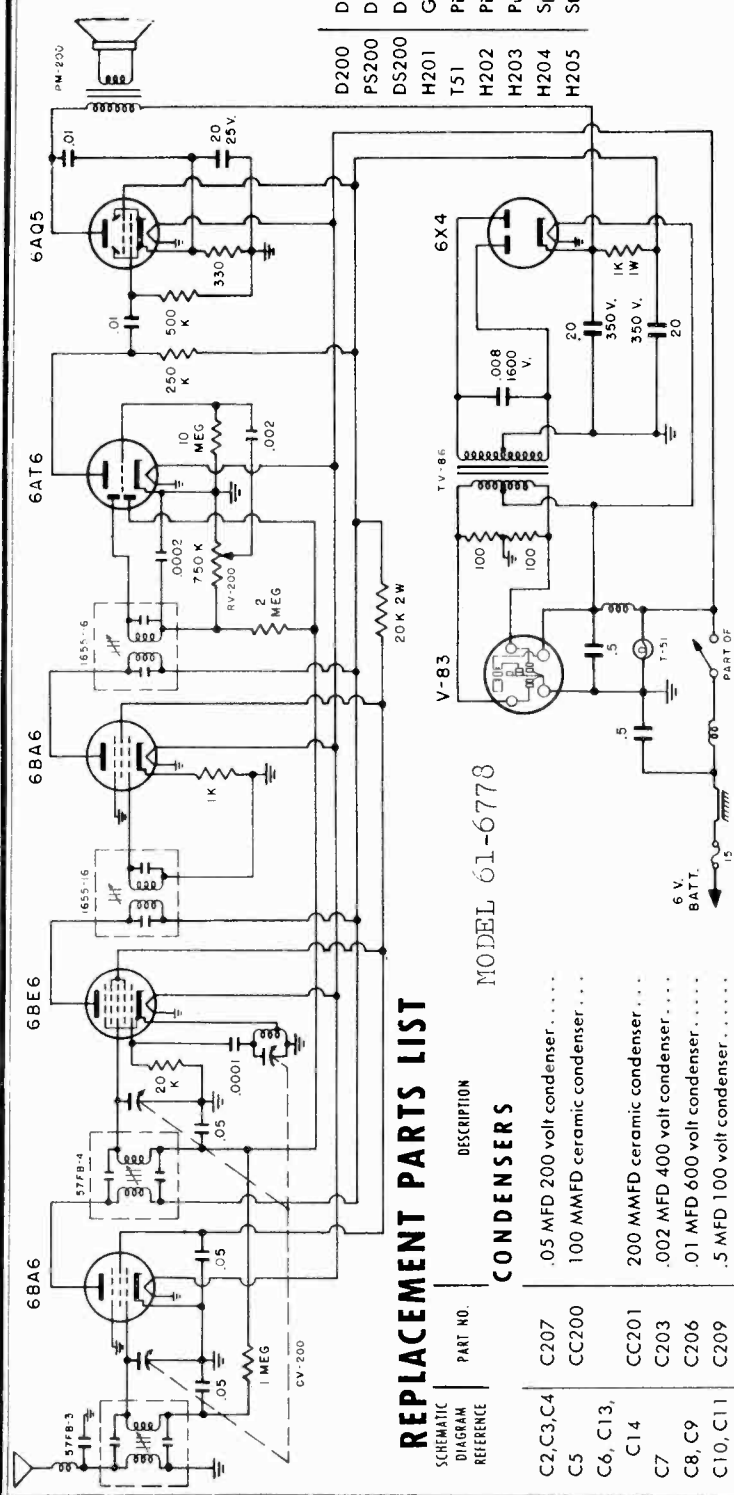 6BA6
6BE6
6BA6
6AT6
6AQ5
PM-200
57FB-3
57FB-4
1655-16
1655-6
.01
.01
20
25 V.
.05
.05
.05
1 MEG
CV-200
20
K
.0001
1K
.0002
750 K
RV-200
10
MEG
.002
2
MEG
250
K
500
K
330
20K 2W
V-83
TV-86
6X4
100
100
.008
1600
V.
20
350 V.
350 V.
20
1K
1W
.5
.5
T-51
PART OF
6 V.
BATT.
15
MODEL 61-6778
D200 D
PS200 D
DS200 D
H201 G
T51 Pi
H202 Pi
H203 Pu
H204 Sp
H205 St
REPLACEMENT PARTS LIST
SCHEMATIC
DIAGRAM
REFERENCE
PART NO.
DESCRIPTION
CONDENSERS
C2,C3,C4 C207 .05 MFD 200 volt condenser.....
C5 CC200 100 MMFD ceramic condenser....
C6, C13,
C14 CC201 200 MMFD ceramic condenser....
C7 C203 .002 MFD 400 volt condenser....
C8, C9 C206 .01 MFD 600 volt condenser.....
C10, C11 C209 .5 MFD 100 volt condenser......